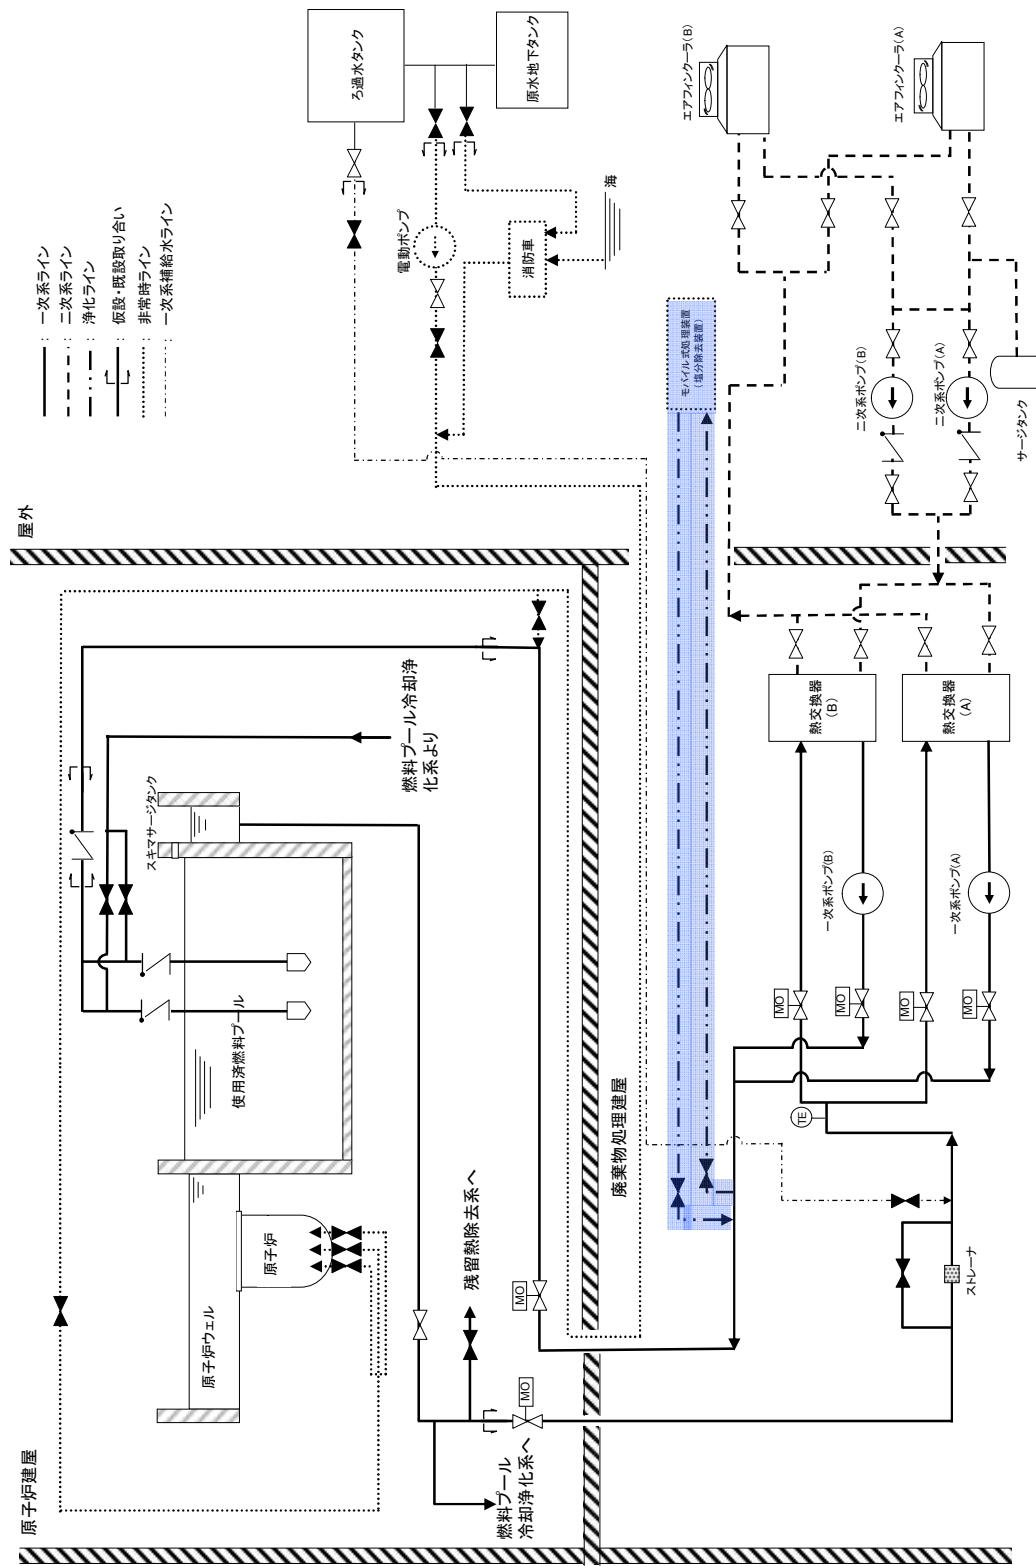 屋外
:一次系ライン
:二次系ライン
:浄化ライン
:仮設・既設取り合い
:非常時ライン
:一次系補給水ライン
ろ過水タンク
原水地下タンク
電動ポンプ
消防車
海
エアフィンクーラ(B)
エアフィンクーラ(A)
モバイル式処理装置
(塩分除去装置)
二次系ポンプ(B)
二次系ポンプ(A)
サージタンク
原子炉建屋
スキマサージタンク
燃料プール冷却浄
化系より
使用済燃料プール
原子炉ウェル
原子炉
残留熱除去系へ
燃料プール
冷却浄化系へ
MO
MO
廃棄物処理建屋
熱交換器
(B)
熱交換器
(A)
一次系ポンプ(B)
一次系ポンプ(A)
MO
MO
MO
MO
TE
ストレーナ